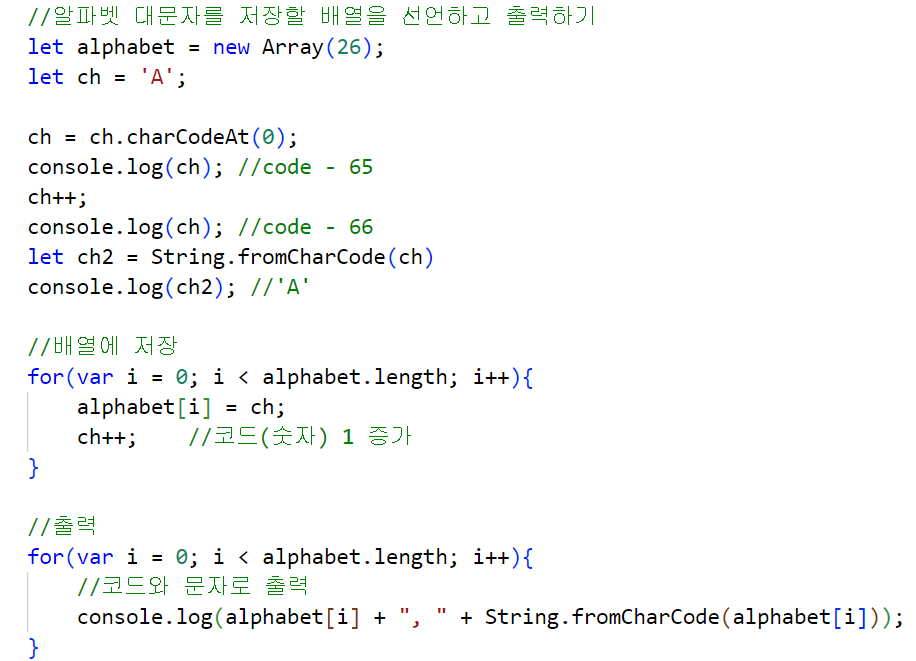 //알파벳 대문자를 저장할 배열을 선언하고 출력하기
let alphabet = new Array(26);
let ch = 'A';

ch = ch.charCodeAt(0);
console.log(ch); //code - 65
ch++;
console.log(ch); //code - 66
let ch2 = String.fromCharCode(ch)
console.log(ch2); //'A'

//배열에 저장
for(var i = 0; i < alphabet.length; i++){
    alphabet[i] = ch;
    ch++;    //코드(숫자) 1 증가
}

//출력
for(var i = 0; i < alphabet.length; i++){
    //코드와 문자로 출력
    console.log(alphabet[i] + ", " + String.fromCharCode(alphabet[i]));
}